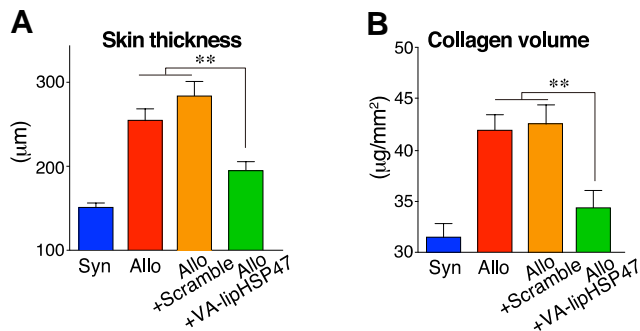 A
Skin thickness
(μm)
300
200
100
**
Syn
Allo
Allo
+Scramble
Allo
+VA-lipHSP47
B
Collagen volume
(μg/mm²)
50
45
40
35
30
**
Syn
Allo
Allo
+Scramble
Allo
+VA-lipHSP47